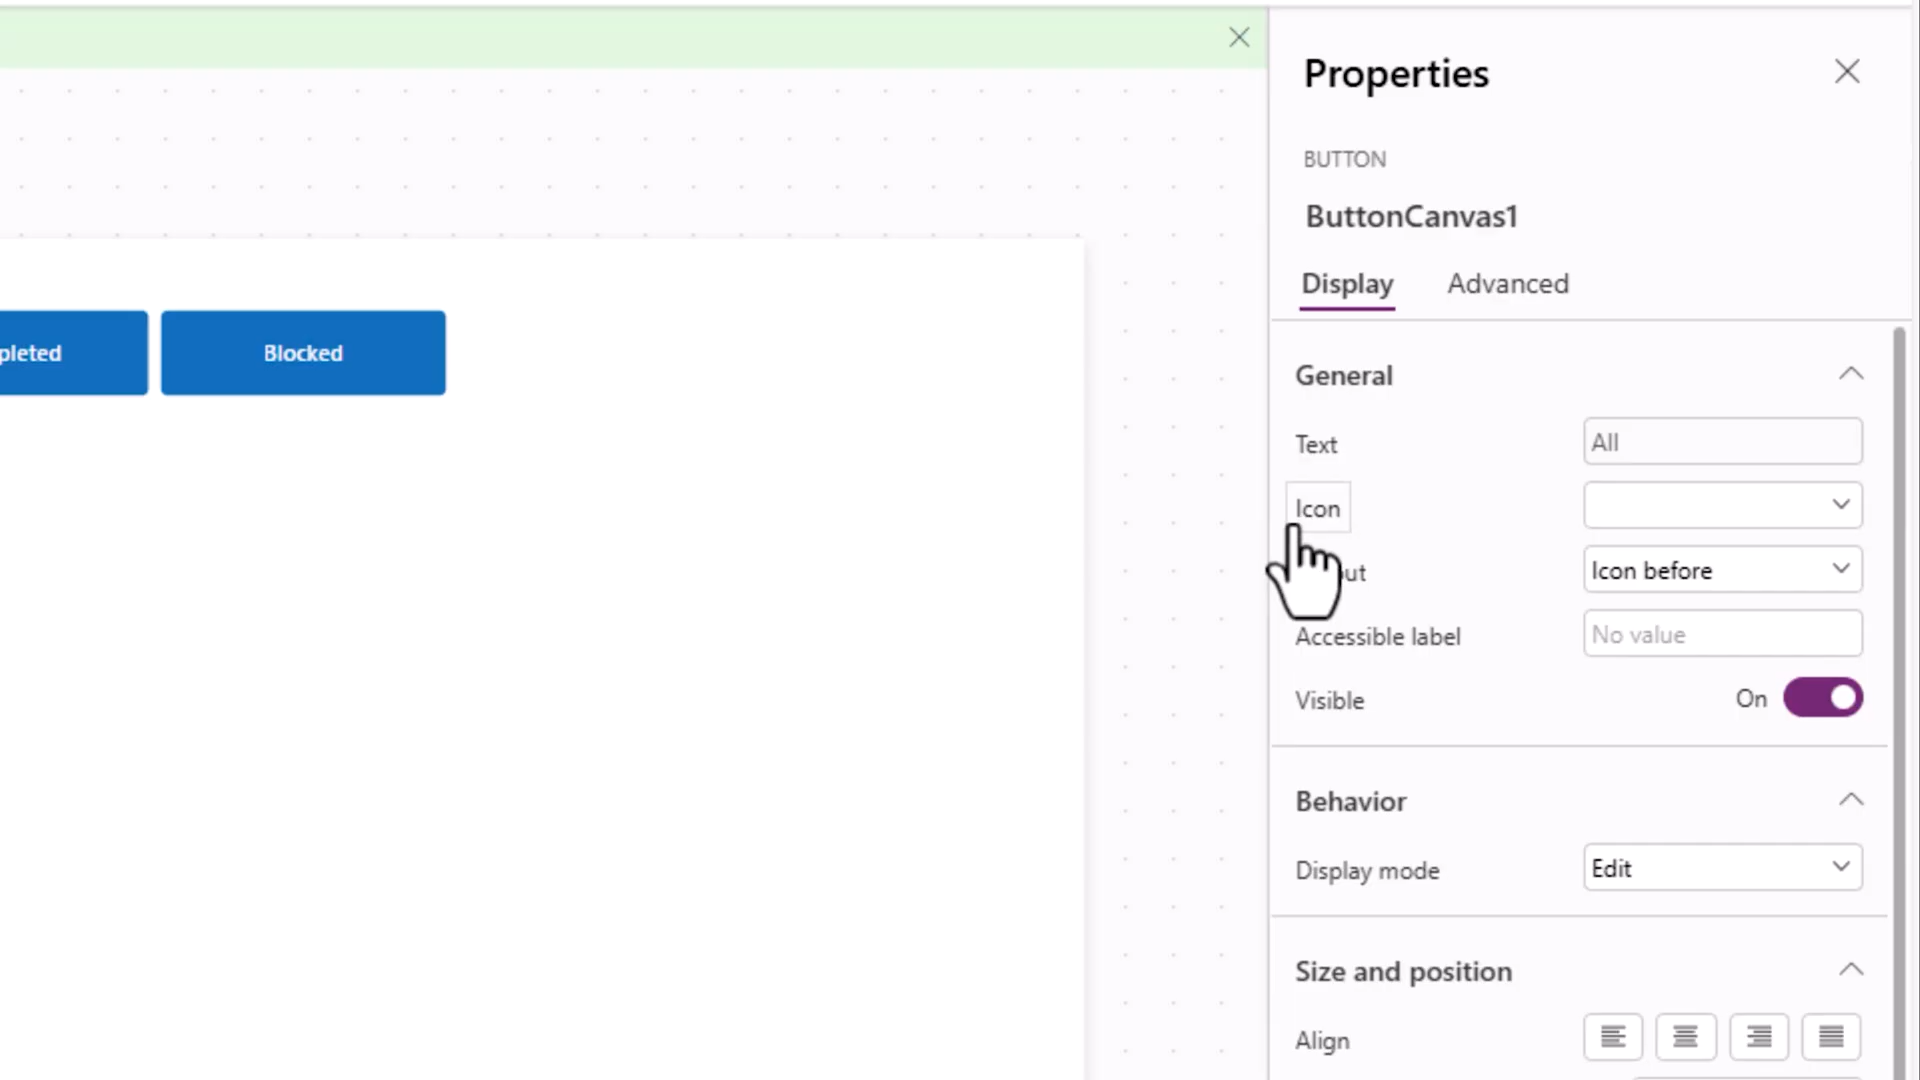 Properties
BUTTON
ButtonCanvas1
Display Advanced
pleted Blocked
General
Text All
Icon
out Icon before
Accessible label No value
Visible On
Behavior
Display mode Edit
Size and position
Align